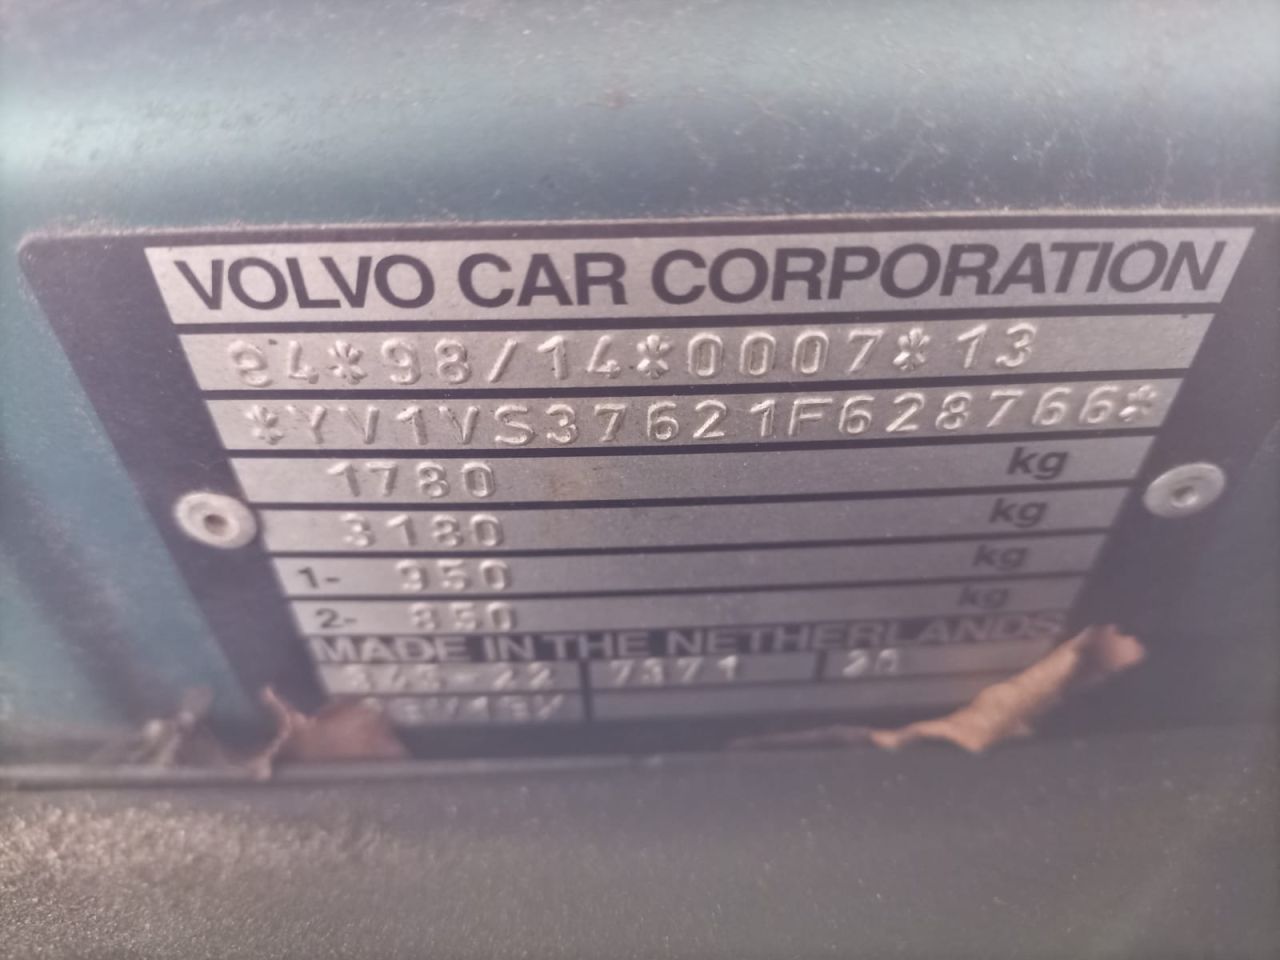 VOLVO CAR CORPORATION
94*98/14*0007*13
*YV1VS37621F628766*
1780 kg
3180 kg
1- 950 kg
2- 850 kg
MADE IN THE NETHERLANDS
7371